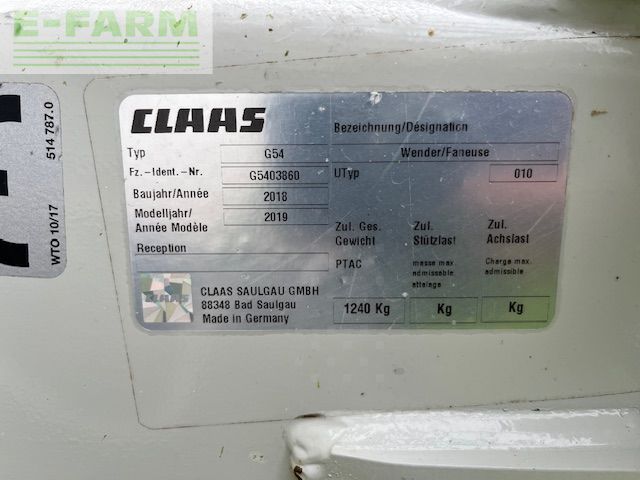 E-FARM
514 787.0
WTO 10/17
CLAAS
Bezeichnung/Désignation
Typ G54 Wender/Faneuse
Fz.-Ident.-Nr. G5403860 UTyp 010
Baujahr/Année 2018
Modelljahr/
Année Modèle 2019
Reception
Zul. Ges.
Gewicht
PTAC
1240 Kg
Zul.
Stützlast
masse max.
admissible
attelage
Kg
Zul.
Achslast
Charge max.
admissible
Kg
CLAAS
CLAAS SAULGAU GMBH
88348 Bad Saulgau
Made in Germany